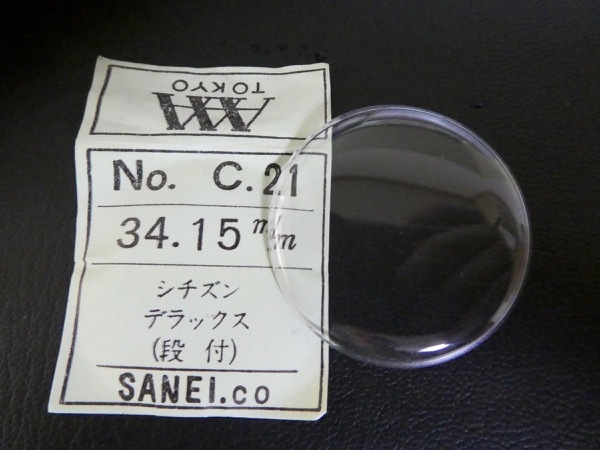 TOKYO
No. C.21
34.15 m/m
シチズン
デラックス
(段 付)
SANEI.co